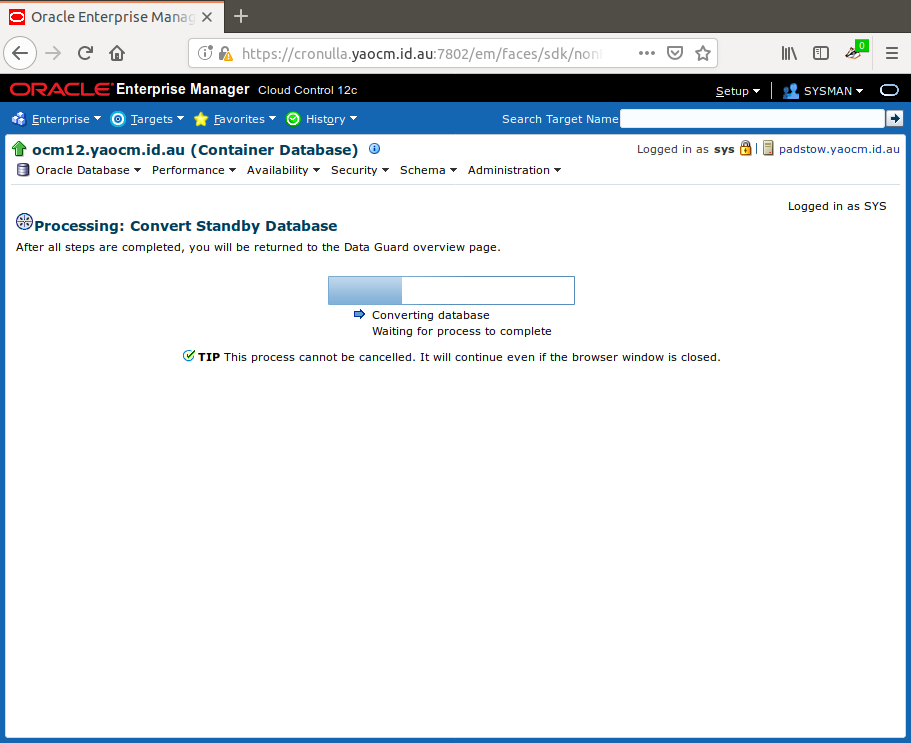 Oracle Enterprise Manag
https://cronulla.yaocm.id.au:7802/em/faces/sdk/non
0
ORACLE Enterprise Manager Cloud Control 12c
Setup SYSMAN
Enterprise Targets Favorites History Search Target Name
ocm12.yaocm.id.au (Container Database) Logged in as sys padstow.yaocm.id.au
Oracle Database Performance Availability Security Schema Administration
Logged in as SYS
Processing: Convert Standby Database
After all steps are completed, you will be returned to the Data Guard overview page.
Converting database
Waiting for process to complete
TIP This process cannot be cancelled. It will continue even if the browser window is closed.